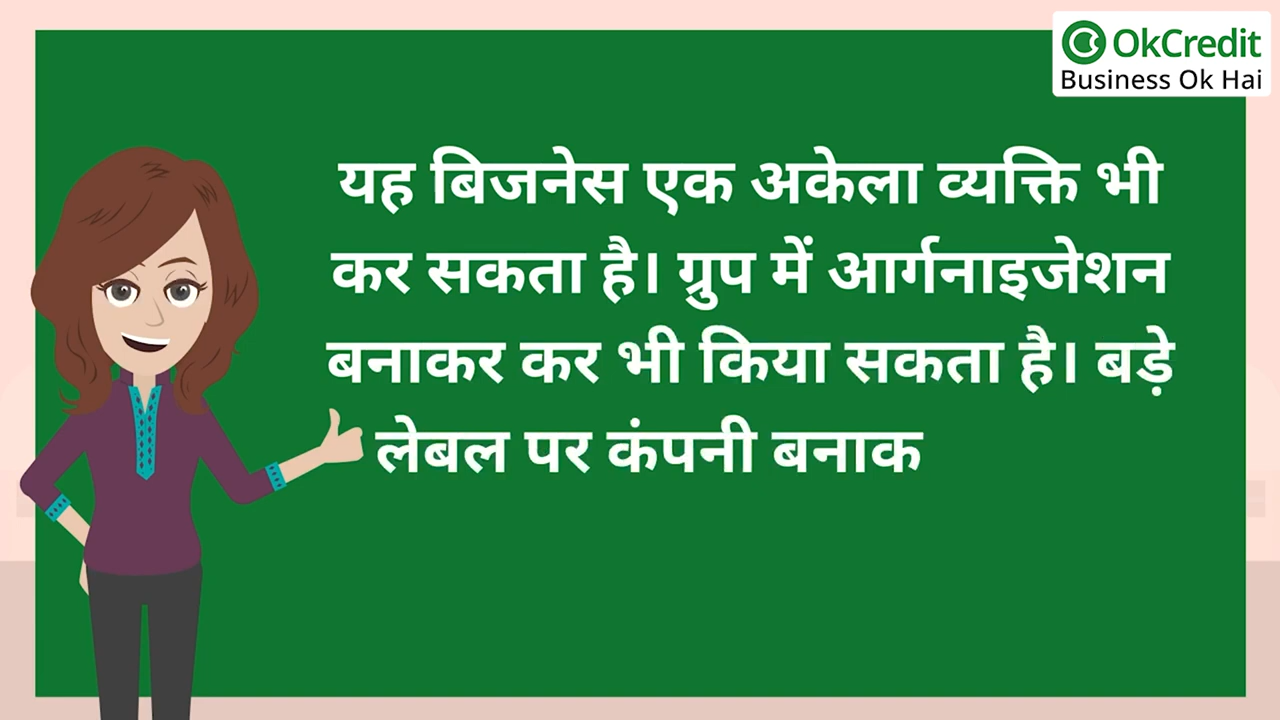 OkCredit
Business Ok Hai
यह बिजनेस एक अकेला व्यक्ति भी
कर सकता है। ग्रुप में आर्गनाइजेशन
बनाकर कर भी किया सकता है। बड़े
लेबल पर कंपनी बनाक